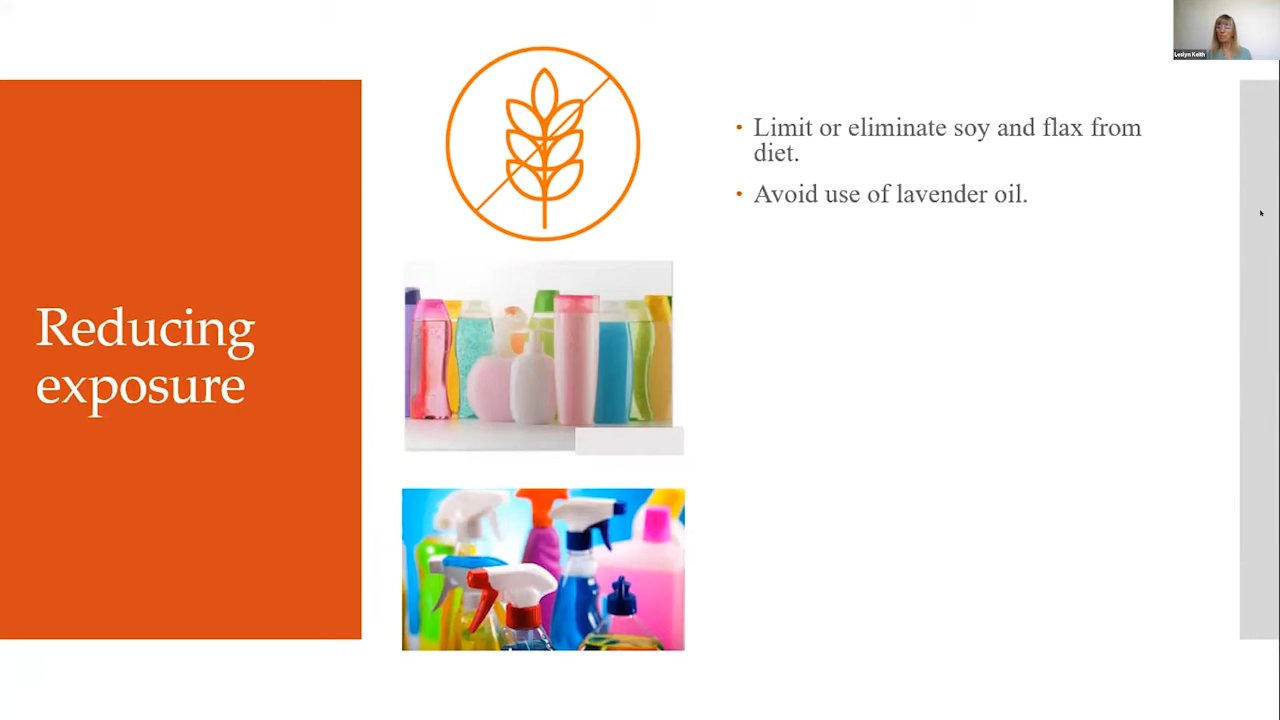 Leslyn Keith
Reducing
exposure
• Limit or eliminate soy and flax from
diet.
• Avoid use of lavender oil.